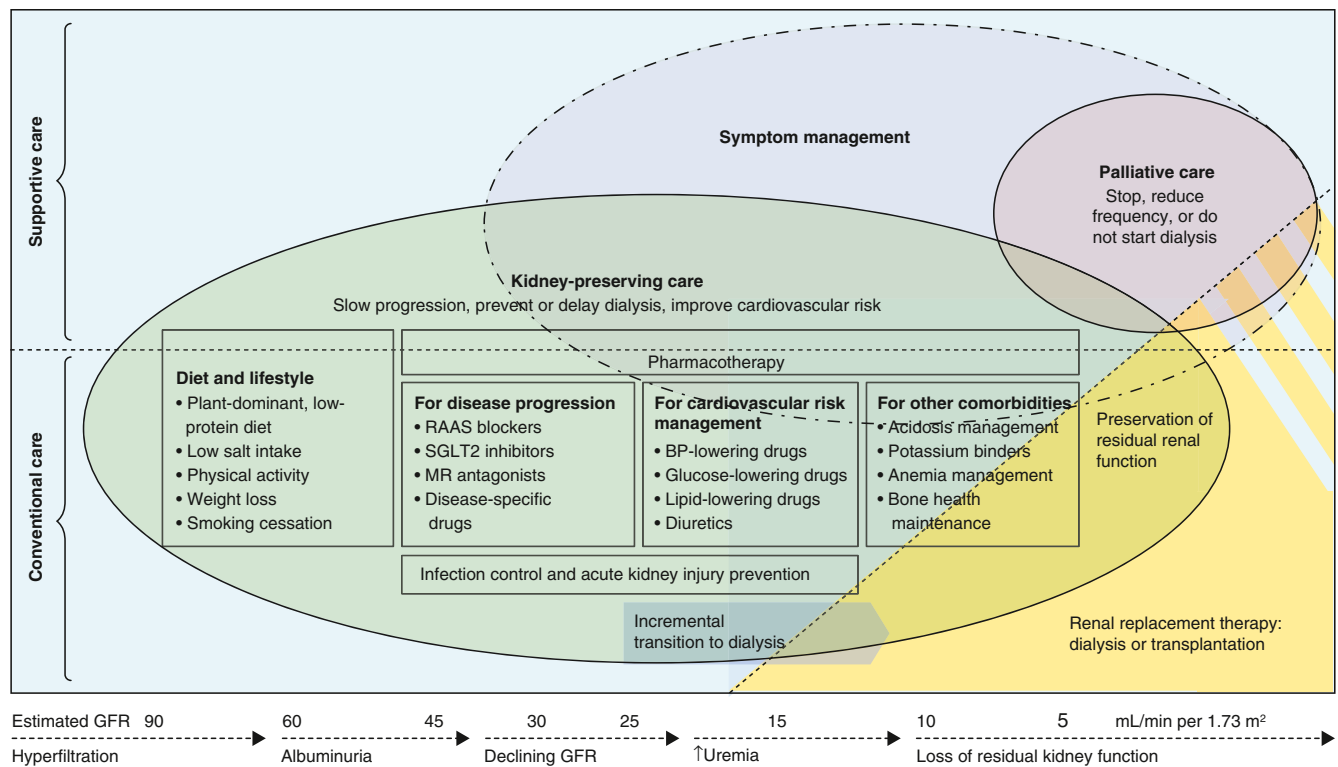 Supportive care
Conventional care
Symptom management
Palliative care
Stop, reduce
frequency, or do
not start dialysis
Kidney-preserving care
Slow progression, prevent or delay dialysis, improve cardiovascular risk
Pharmacotherapy
Diet and lifestyle
• Plant-dominant, low-
protein diet
• Low salt intake
• Physical activity
• Weight loss
• Smoking cessation
For disease progression
• RAAS blockers
• SGLT2 inhibitors
• MR antagonists
• Disease-specific
drugs
For cardiovascular risk
management
• BP-lowering drugs
• Glucose-lowering drugs
• Lipid-lowering drugs
• Diuretics
For other comorbidities
• Acidosis management
• Potassium binders
• Anemia management
• Bone health
maintenance
Preservation of
residual renal
function
Infection control and acute kidney injury prevention
Incremental
transition to dialysis
Renal replacement therapy:
dialysis or transplantation
Estimated GFR 90 60 45 30 25 15 10 5 mL/min per 1.73 m²
Hyperfiltration Albuminuria Declining GFR ↑Uremia Loss of residual kidney function